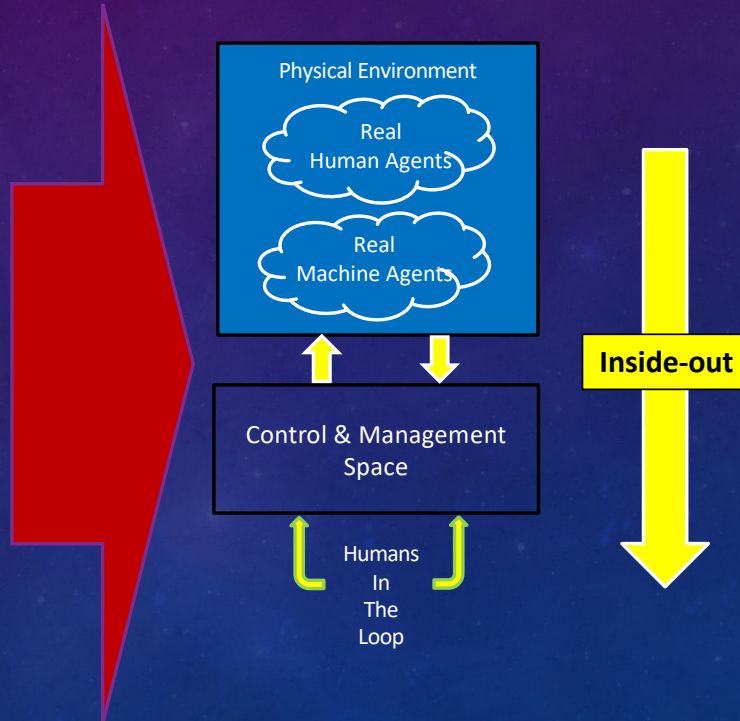 Physical Environment
Real
Human Agents
Real
Machine Agents
Inside-out
Control & Management
Space
Humans
In
The
Loop